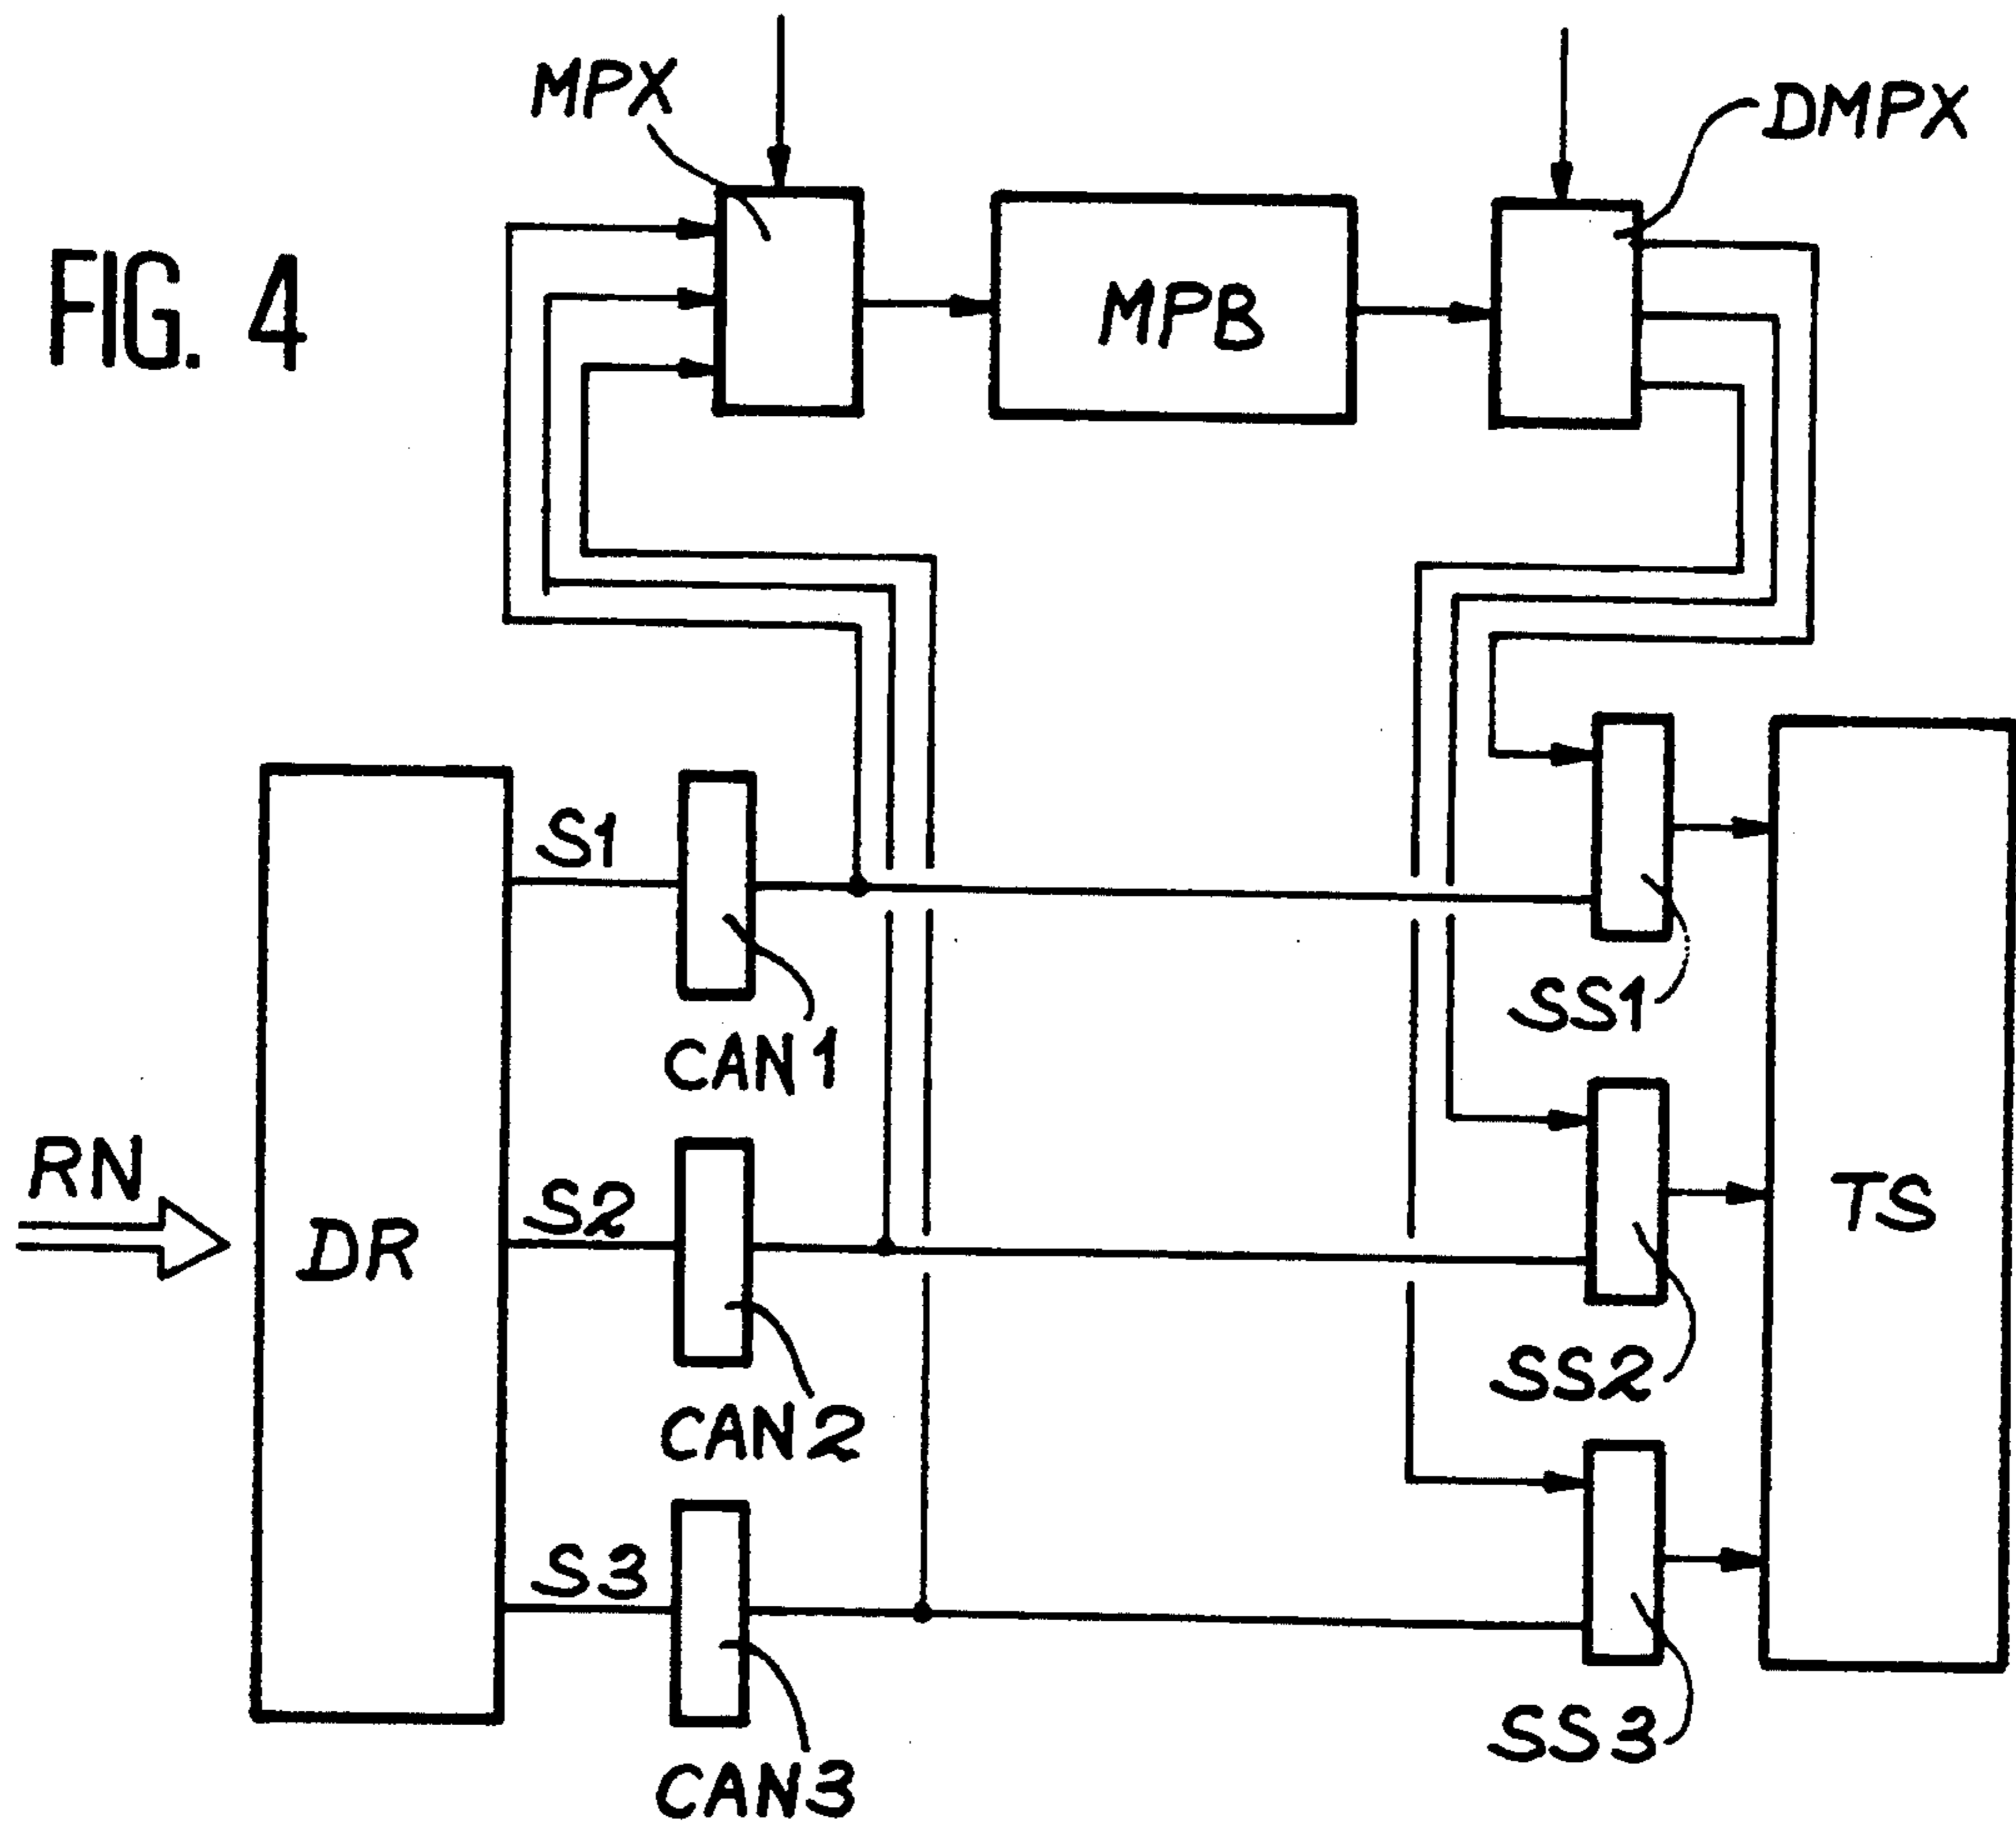 MPX
DMPX
FIG. 4
MPB
S1
CAN1
SS1
RN
DR
S2
TS
CAN2
SS2
S3
CAN3
SS3